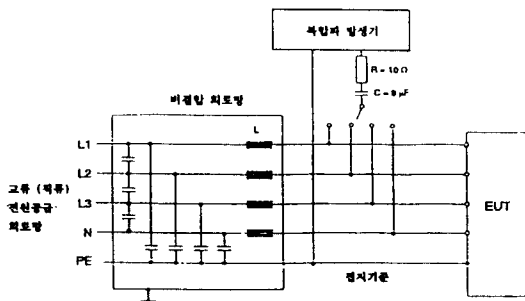 복합파 발생기
R = 10 Ω
C = 9 μF
비결합 회로망
L
L1
L2
L3
N
PE
교류 (직류)
전원공급
회로망
EUT
접지기준